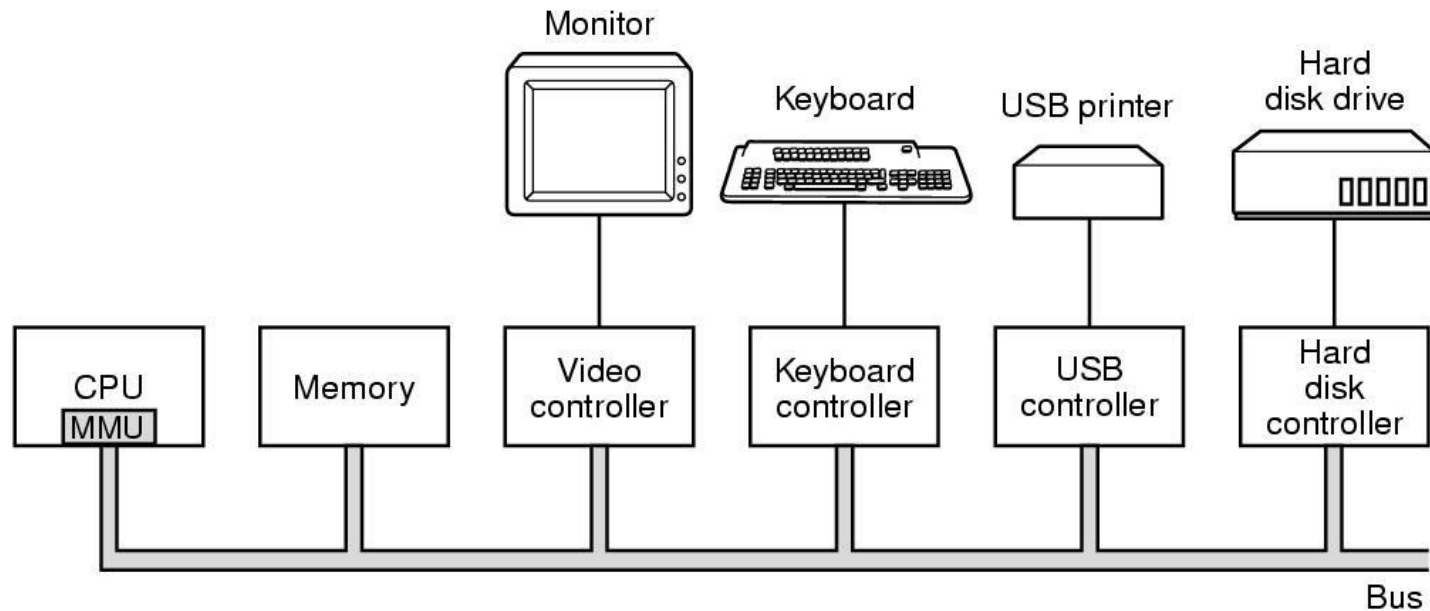 Monitor
Keyboard
USB printer
Hard
disk drive
CPU
MMU
Memory
Video
controller
Keyboard
controller
USB
controller
Hard
disk
controller
Bus